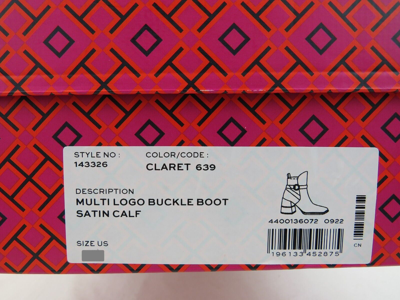 STYLE NO: COLOR/CODE:
143326 CLARET 639
DESCRIPTION
MULTI LOGO BUCKLE BOOT
SATIN CALF
4400136072 0922
SIZE US
196133452875
CN